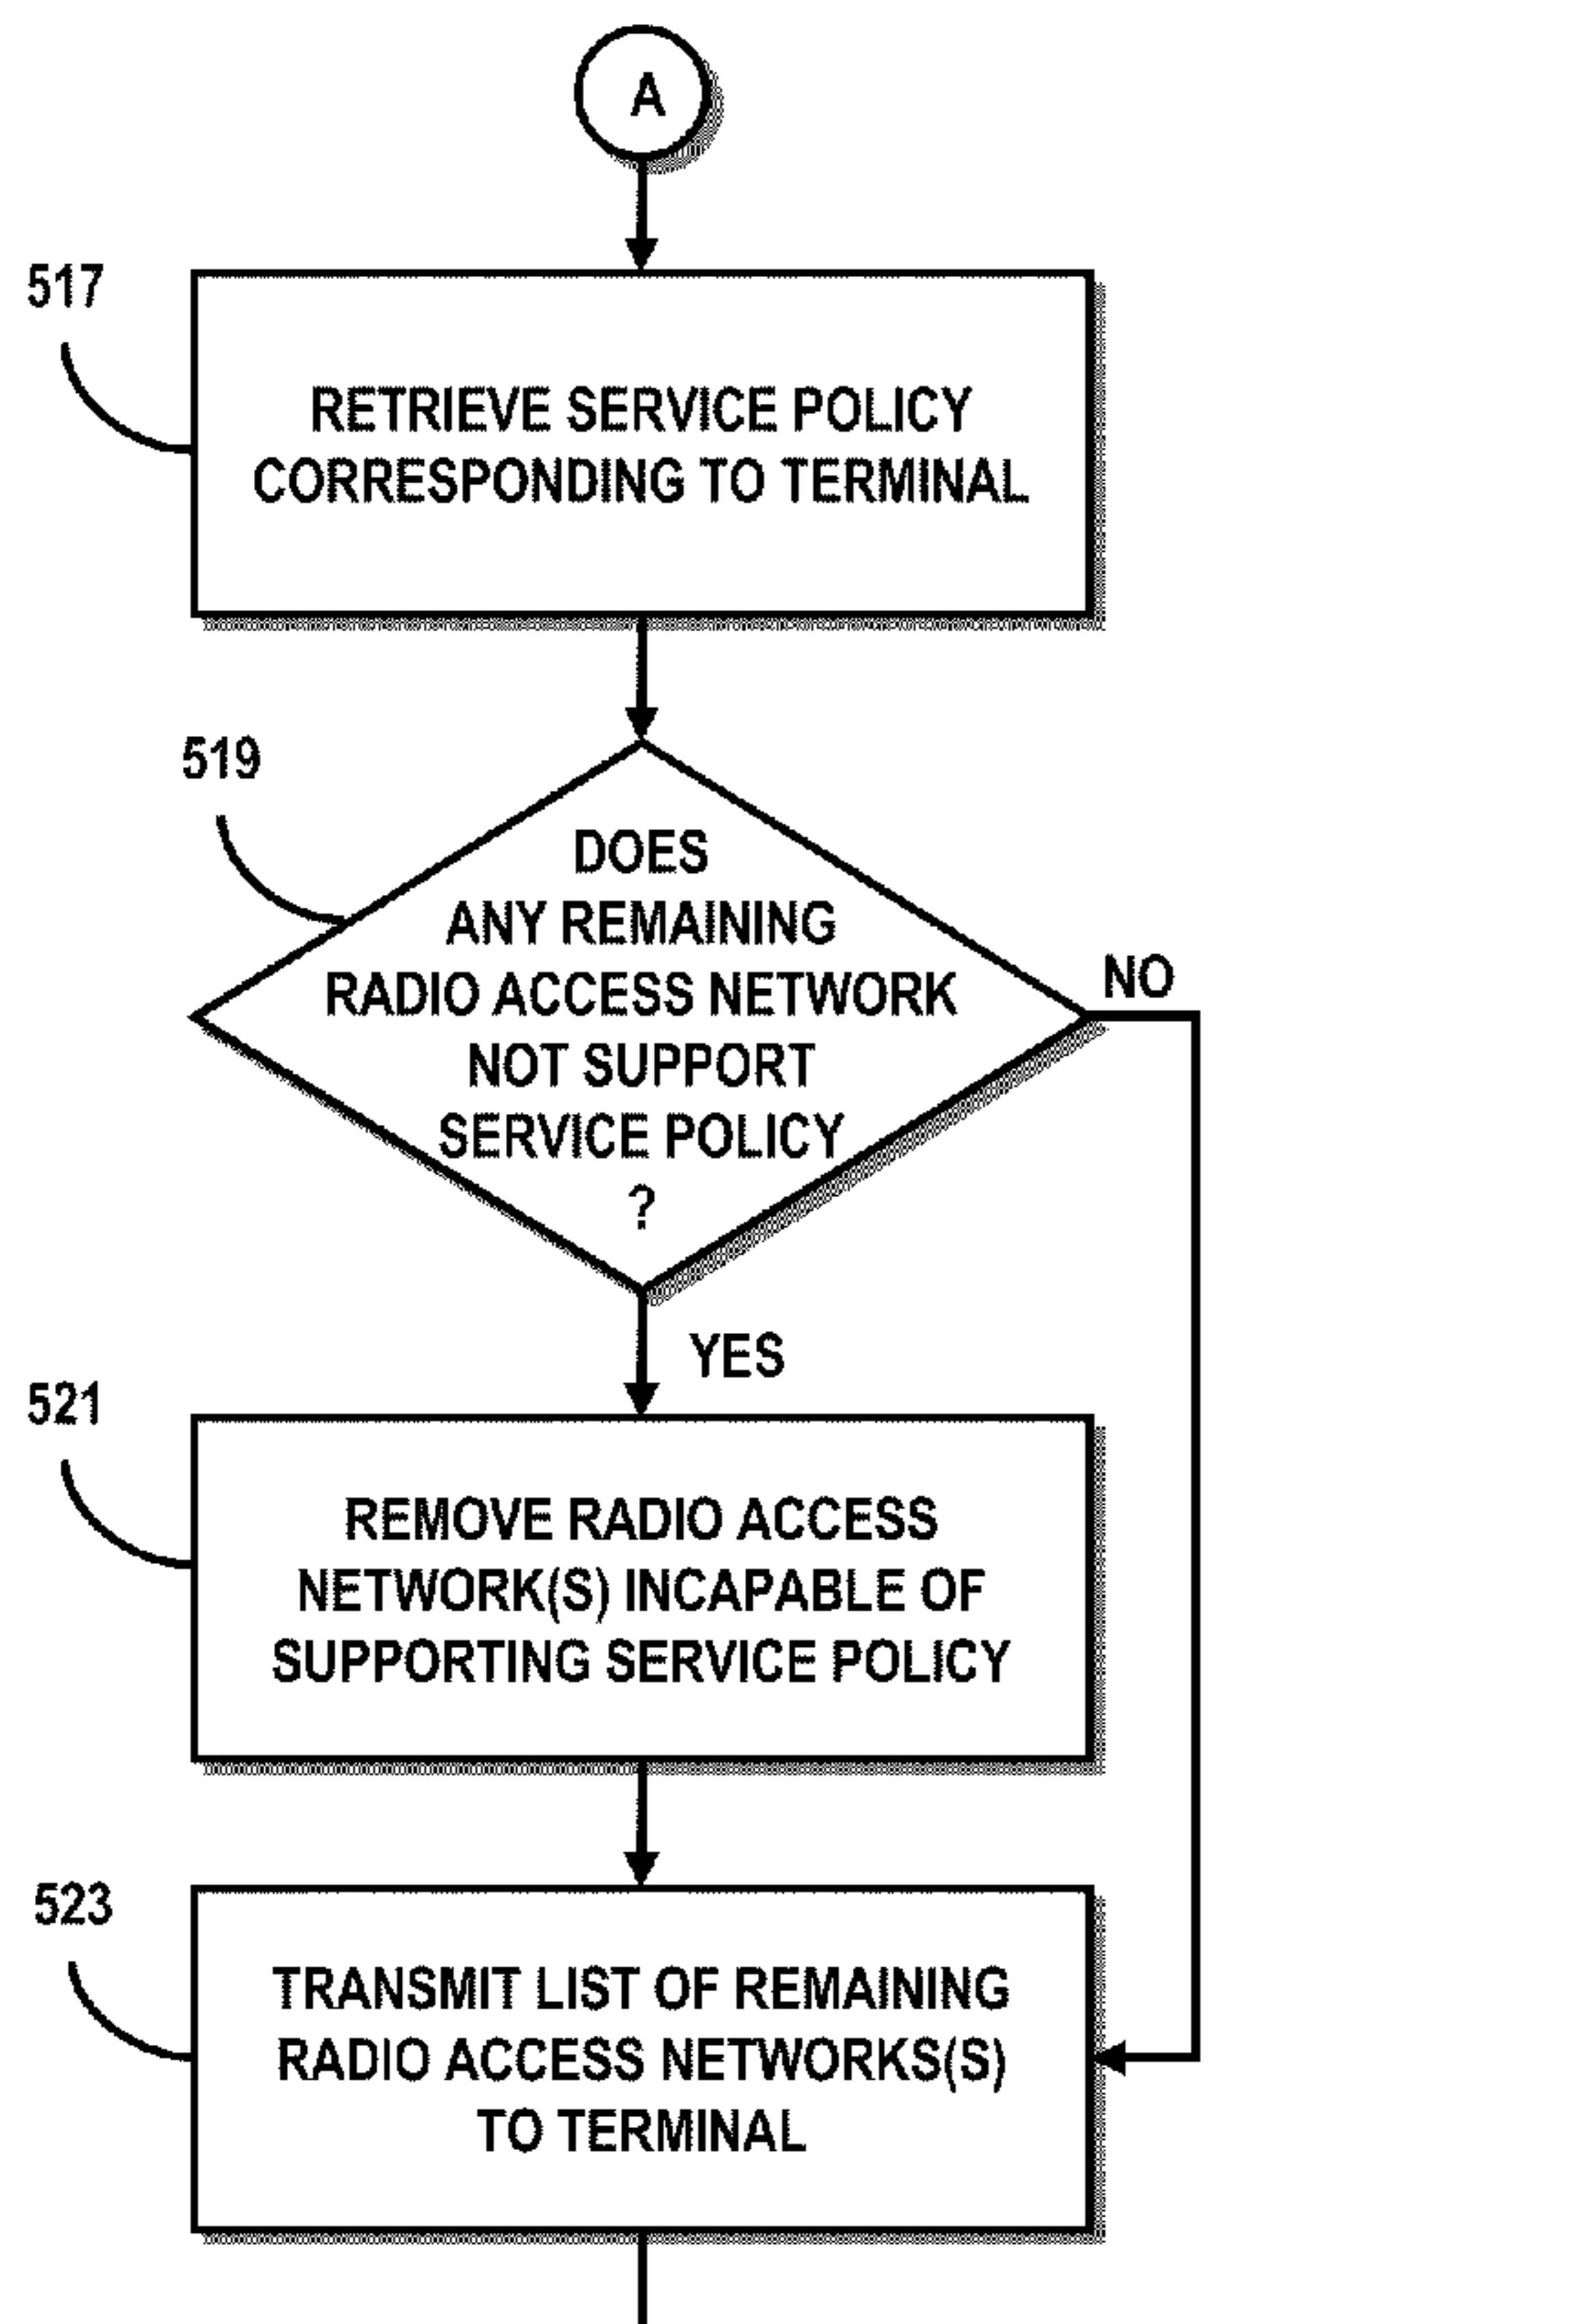 A
517
RETRIEVE SERVICE POLICY
CORRESPONDING TO TERMINAL
519
DOES
ANY REMAINING
RADIO ACCESS NETWORK
NOT SUPPORT
SERVICE POLICY
?
NO
YES
521
REMOVE RADIO ACCESS
NETWORK(S) INCAPABLE OF
SUPPORTING SERVICE POLICY
523
TRANSMIT LIST OF REMAINING
RADIO ACCESS NETWORKS(S)
TO TERMINAL